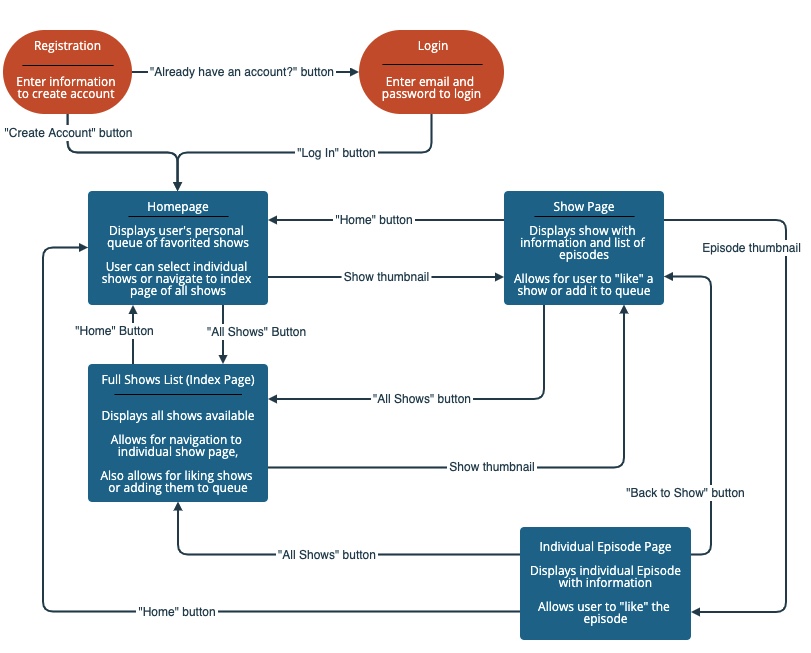 Registration
Enter information
to create account
"Already have an account?" button
Login
Enter email and
password to login
"Create Account" button
"Log In" button
Homepage
Displays user's personal
queue of favorited shows
User can select individual
shows or navigate to index
page of all shows
"Home" button
Show thumbnail
Show Page
Displays show with
information and list of
episodes
Allows for user to "like" a
show or add it to queue
Episode thumbnail
"Home" Button
"All Shows" Button
Full Shows List (Index Page)
Displays all shows available
Allows for navigation to
individual show page,
Also allows for liking shows
or adding them to queue
"All Shows" button
Show thumbnail
"Back to Show" button
"All Shows" button
Individual Episode Page
Displays individual Episode
with information
Allows user to "like" the
episode
"Home" button